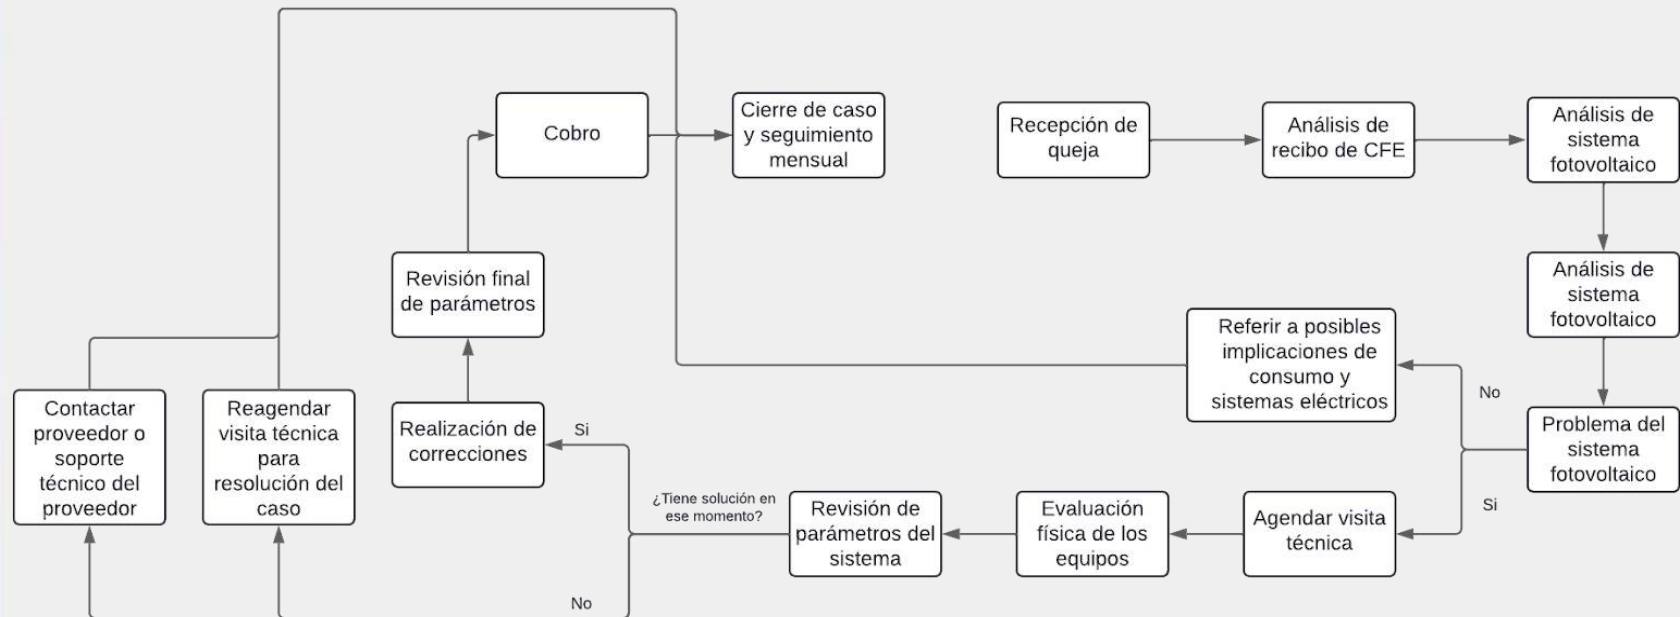 Cobro
Cierre de caso
y seguimiento
mensual
Recepción de
queja
Análisis de
recibo de CFE
Análisis de
sistema
fotovoltaico
Revisión final
de parámetros
Análisis de
sistema
fotovoltaico
Referir a posibles
implicaciones de
consumo y
sistemas eléctricos
No
Contactar
proveedor o
soporte
técnico del
proveedor
Reagendar
visita técnica
para
resolución del
caso
Realización de
correcciones
Si
Problema del
sistema
fotovoltaico
¿Tiene solución en
ese momento?
Revisión de
parámetros del
sistema
Evaluación
física de los
equipos
Agendar visita
técnica
Si
No